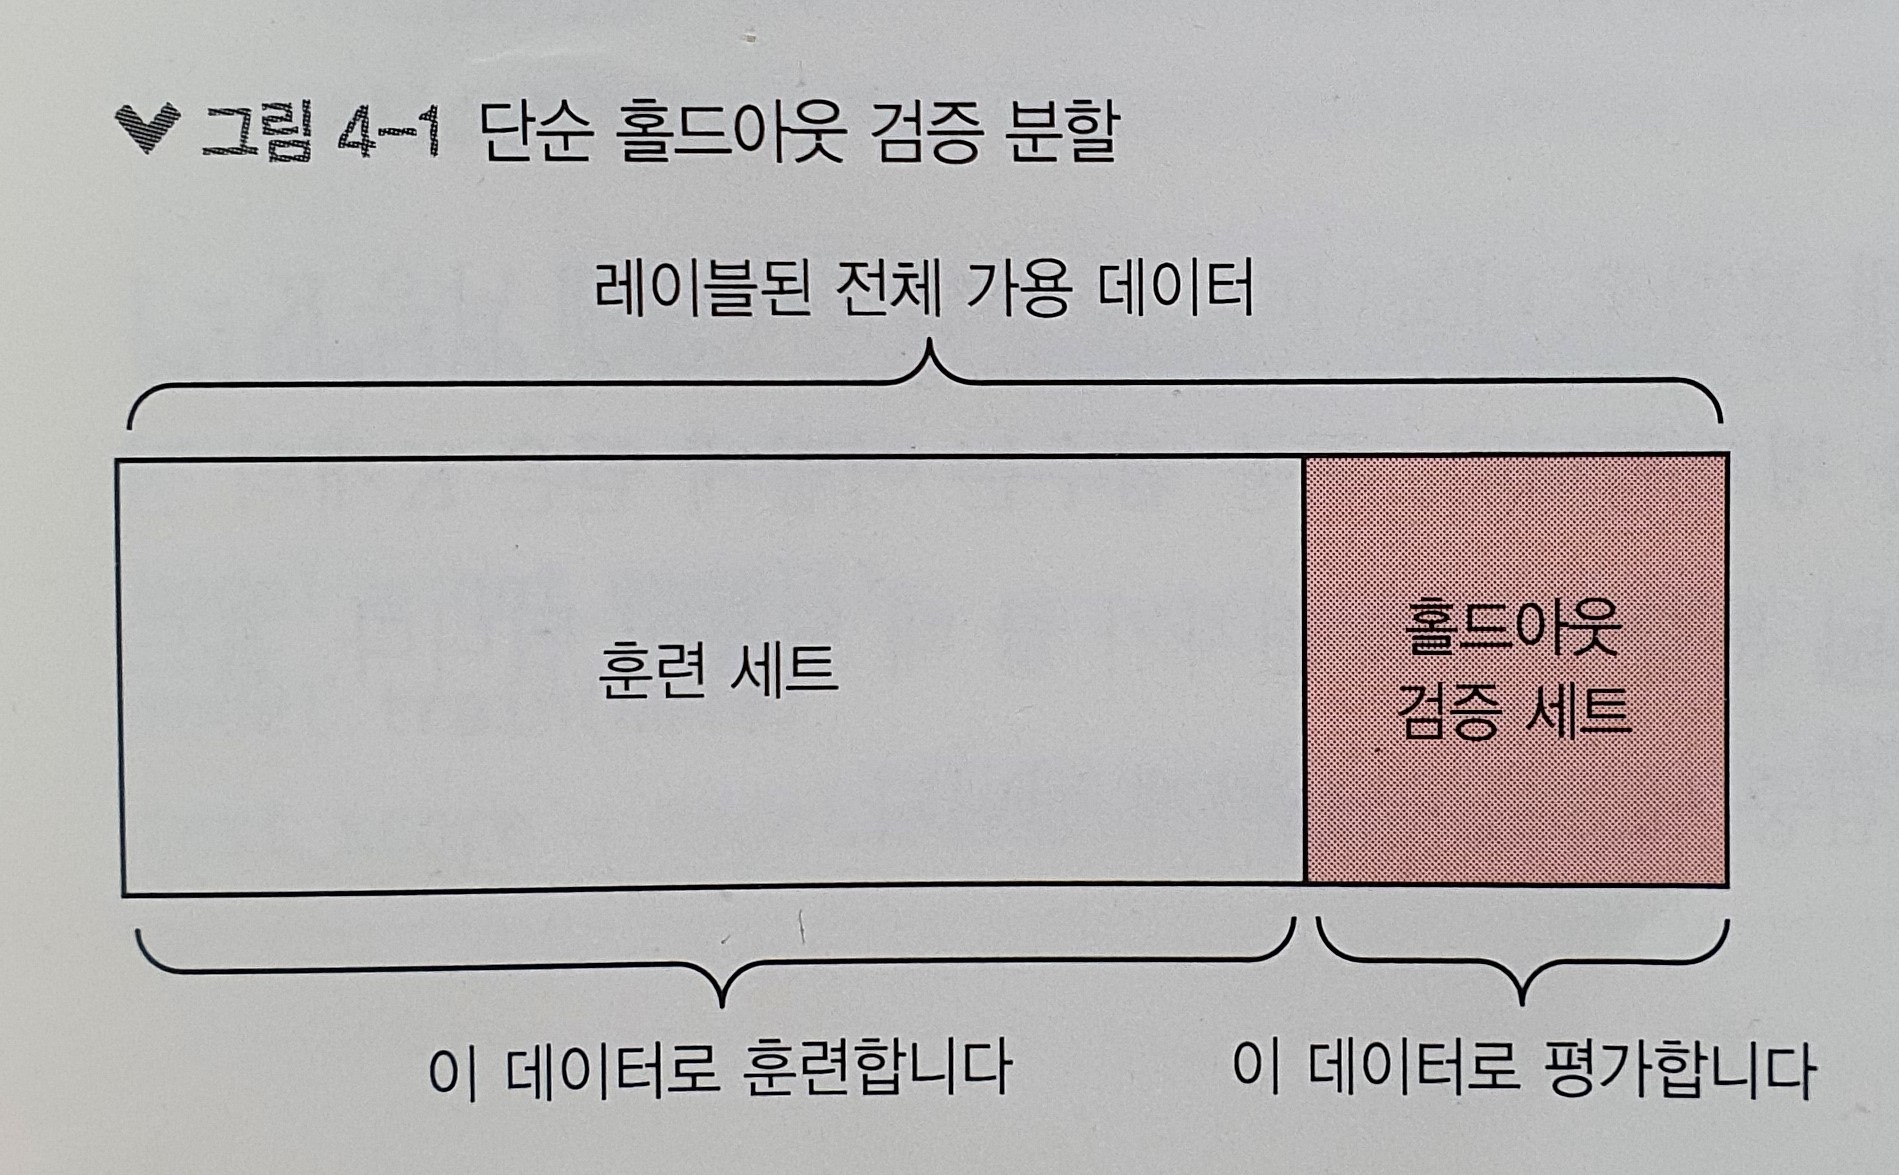 그림 4-1 단순 홀드아웃 검증 분할
레이블된 전체 가용 데이터
훈련 세트
홀드아웃
검증 세트
이 데이터로 훈련합니다
이 데이터로 평가합니다